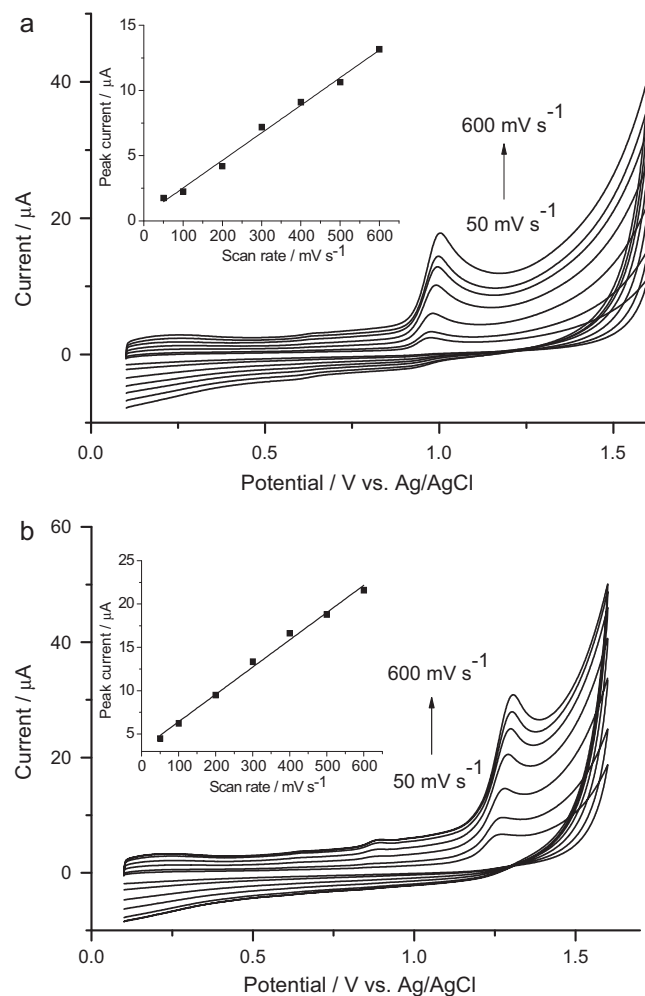 a
Current / μA
40
20
0
0.0 0.5 1.0 1.5
Potential / V vs. Ag/AgCl
Peak current / μA
15
10
5
0
100 200 300 400 500 600
Scan rate / mV s⁻¹
600 mV s⁻¹
50 mV s⁻¹
b
Current / μA
60
40
20
0
0.0 0.5 1.0 1.5
Potential / V vs. Ag/AgCl
Peak current / μA
25
20
15
10
5
100 200 300 400 500 600
Scan rate / mV s⁻¹
600 mV s⁻¹
50 mV s⁻¹